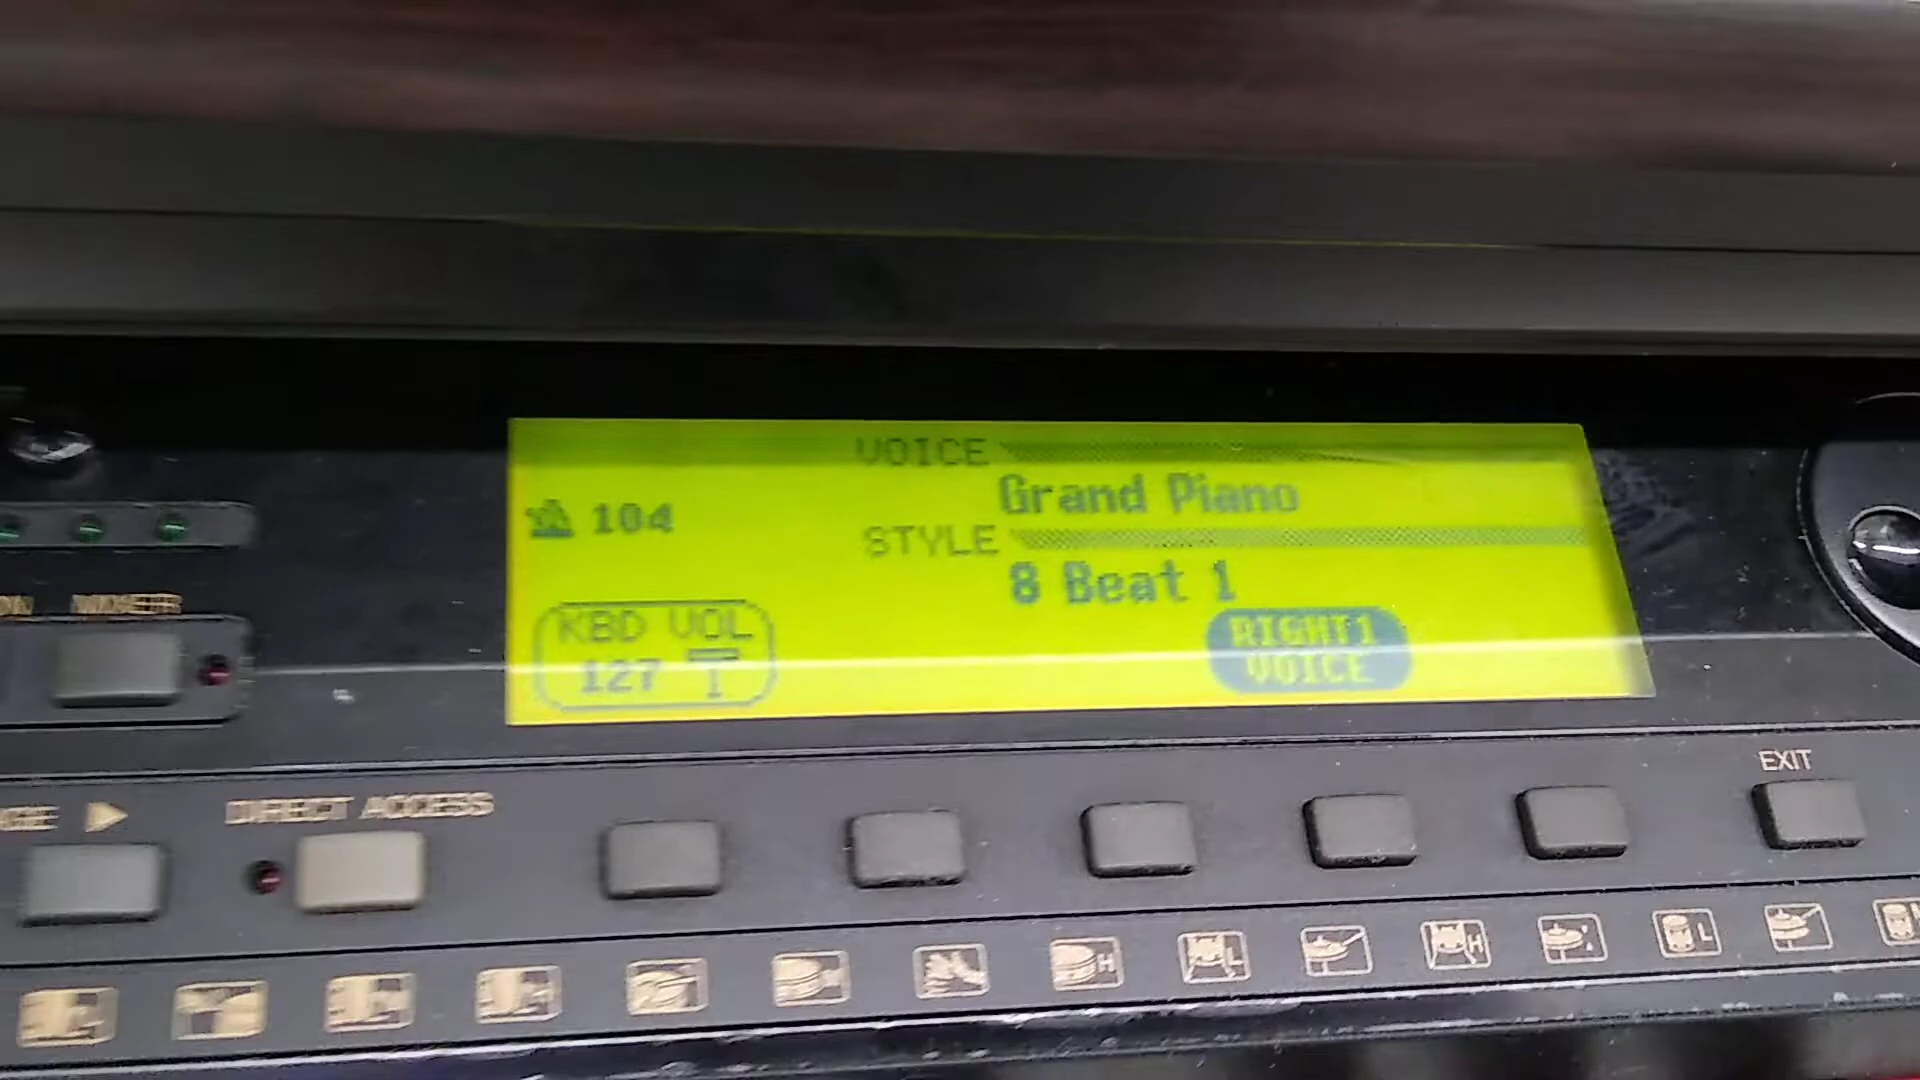 VOICE
Grand Piano
104
STYLE
8 Beat 1
KBD VOL
127
RIGHT1
VOICE
EXIT
DIRECT ACCESS
H
L
H
L